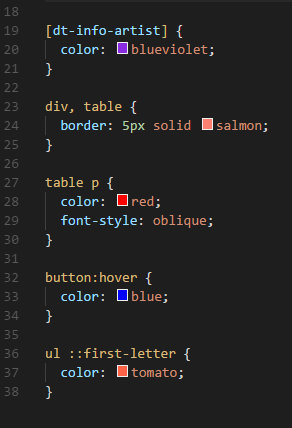 18
19 [dt-info-artist] {
20   color: blueviolet;
21 }
22
23 div, table {
24   border: 5px solid salmon;
25 }
26
27 table p {
28   color: red;
29   font-style: oblique;
30 }
31
32 button:hover {
33   color: blue;
34 }
35
36 ul ::first-letter {
37   color: tomato;
38 }